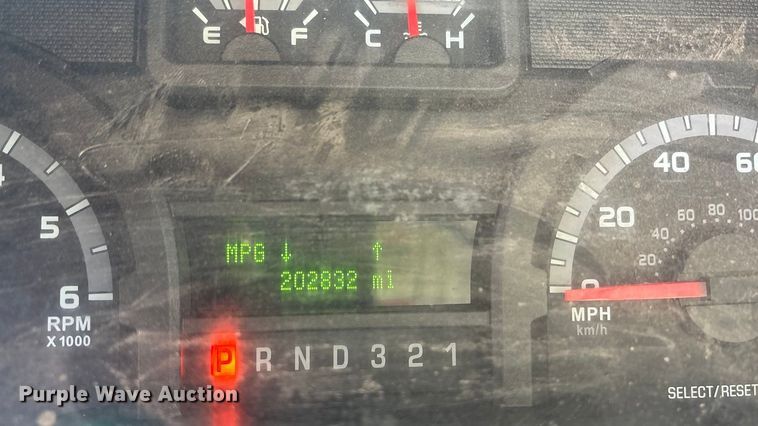 E F C H
40 60
20
60 80 100
40
20
0
5
6
RPM
X 1000
MPG ↓ ↑
202832 mi
MPH
km/h
P R N D 3 2 1
SELECT/RESET
Purple Wave Auction